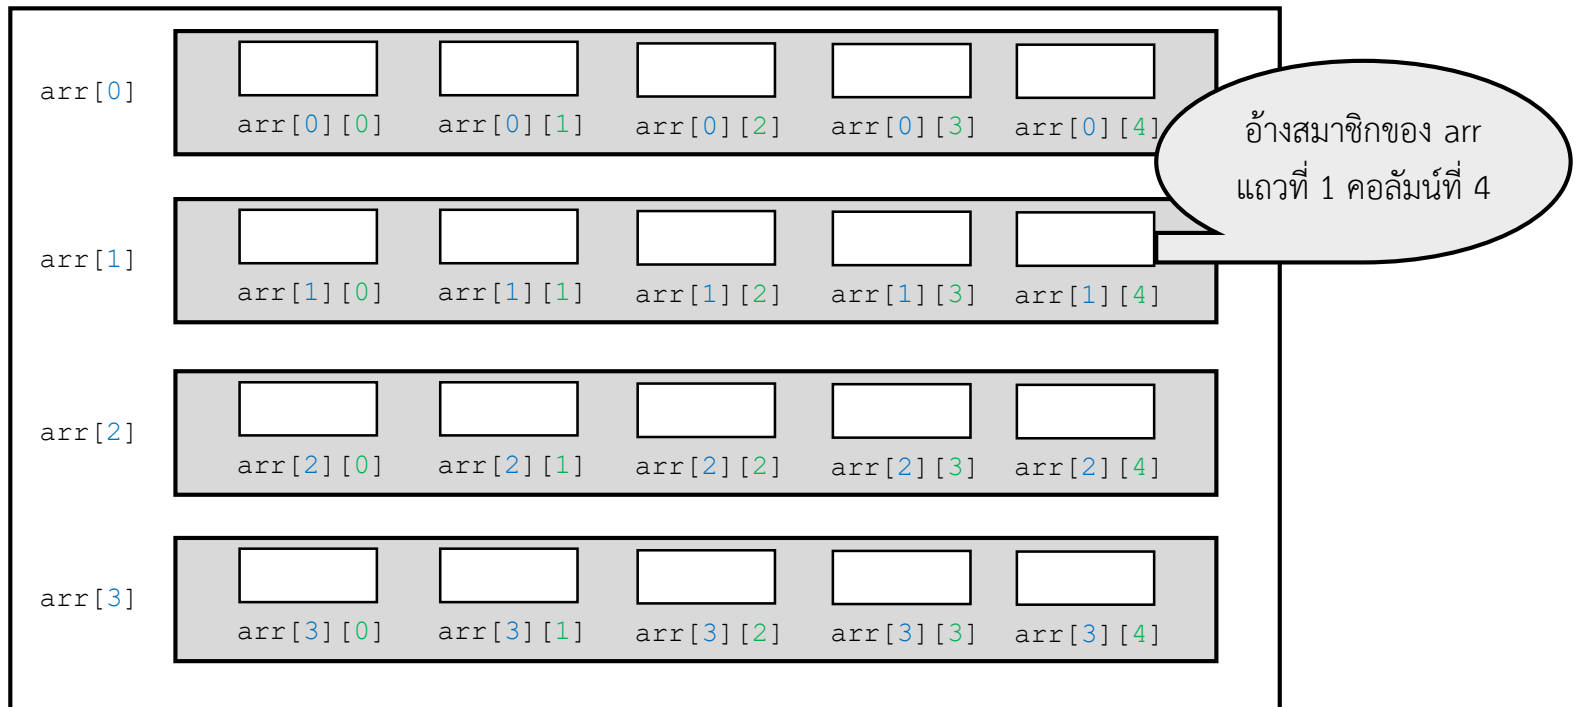 arr[0]
arr[0][0] arr[0][1] arr[0][2] arr[0][3] arr[0][4]
อ้างสมาชิกของ arr
แถวที่ 1 คอลัมน์ที่ 4
arr[1]
arr[1][0] arr[1][1] arr[1][2] arr[1][3] arr[1][4]
arr[2]
arr[2][0] arr[2][1] arr[2][2] arr[2][3] arr[2][4]
arr[3]
arr[3][0] arr[3][1] arr[3][2] arr[3][3] arr[3][4]